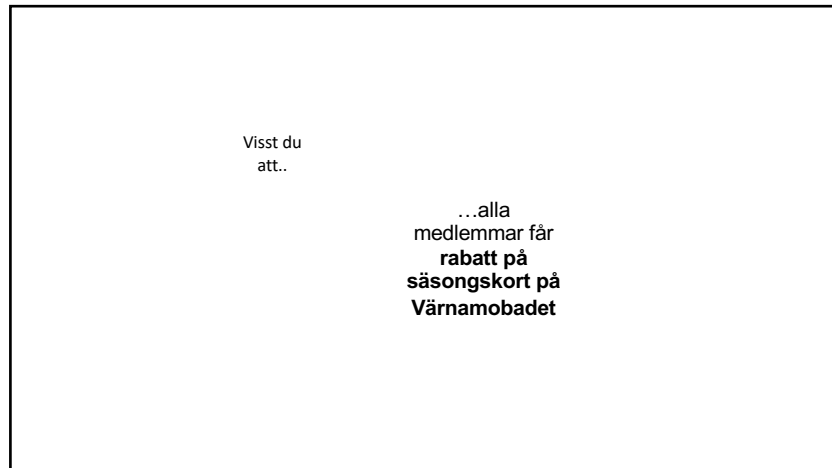 Visst du
att..
…alla
medlemmar får
rabatt på
säsongskort på
Värnamobadet